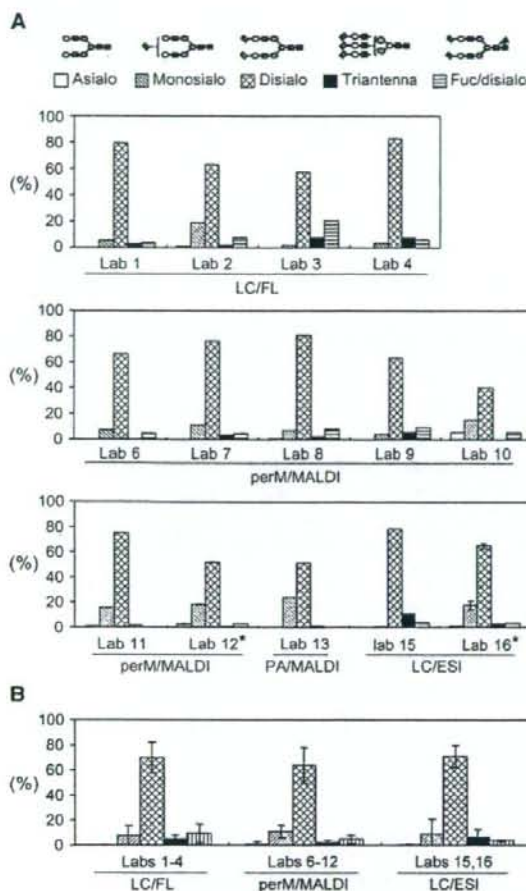 A
Asialo Monosialo Disialo Triantenna Fuc/disialo
100
80
60
(%)
40
20
0
Lab 1 Lab 2 Lab 3 Lab 4
LC/FL
100
80
60
(%)
40
20
0
Lab 6 Lab 7 Lab 8 Lab 9 Lab 10
perM/MALDI
100
80
60
(%)
40
20
0
Lab 11 Lab 12* Lab 13 lab 15 Lab 16*
perM/MALDI PA/MALDI LC/ESI
B
100
80
60
(%)
40
20
0
Labs 1-4 Labs 6-12 Labs 15,16
LC/FL perM/MALDI LC/ESI